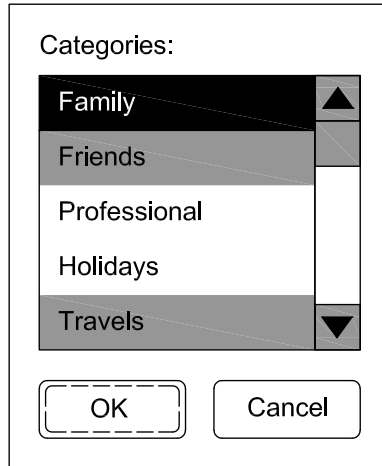 Categories:
Family
Friends
Professional
Holidays
Travels
OK
Cancel